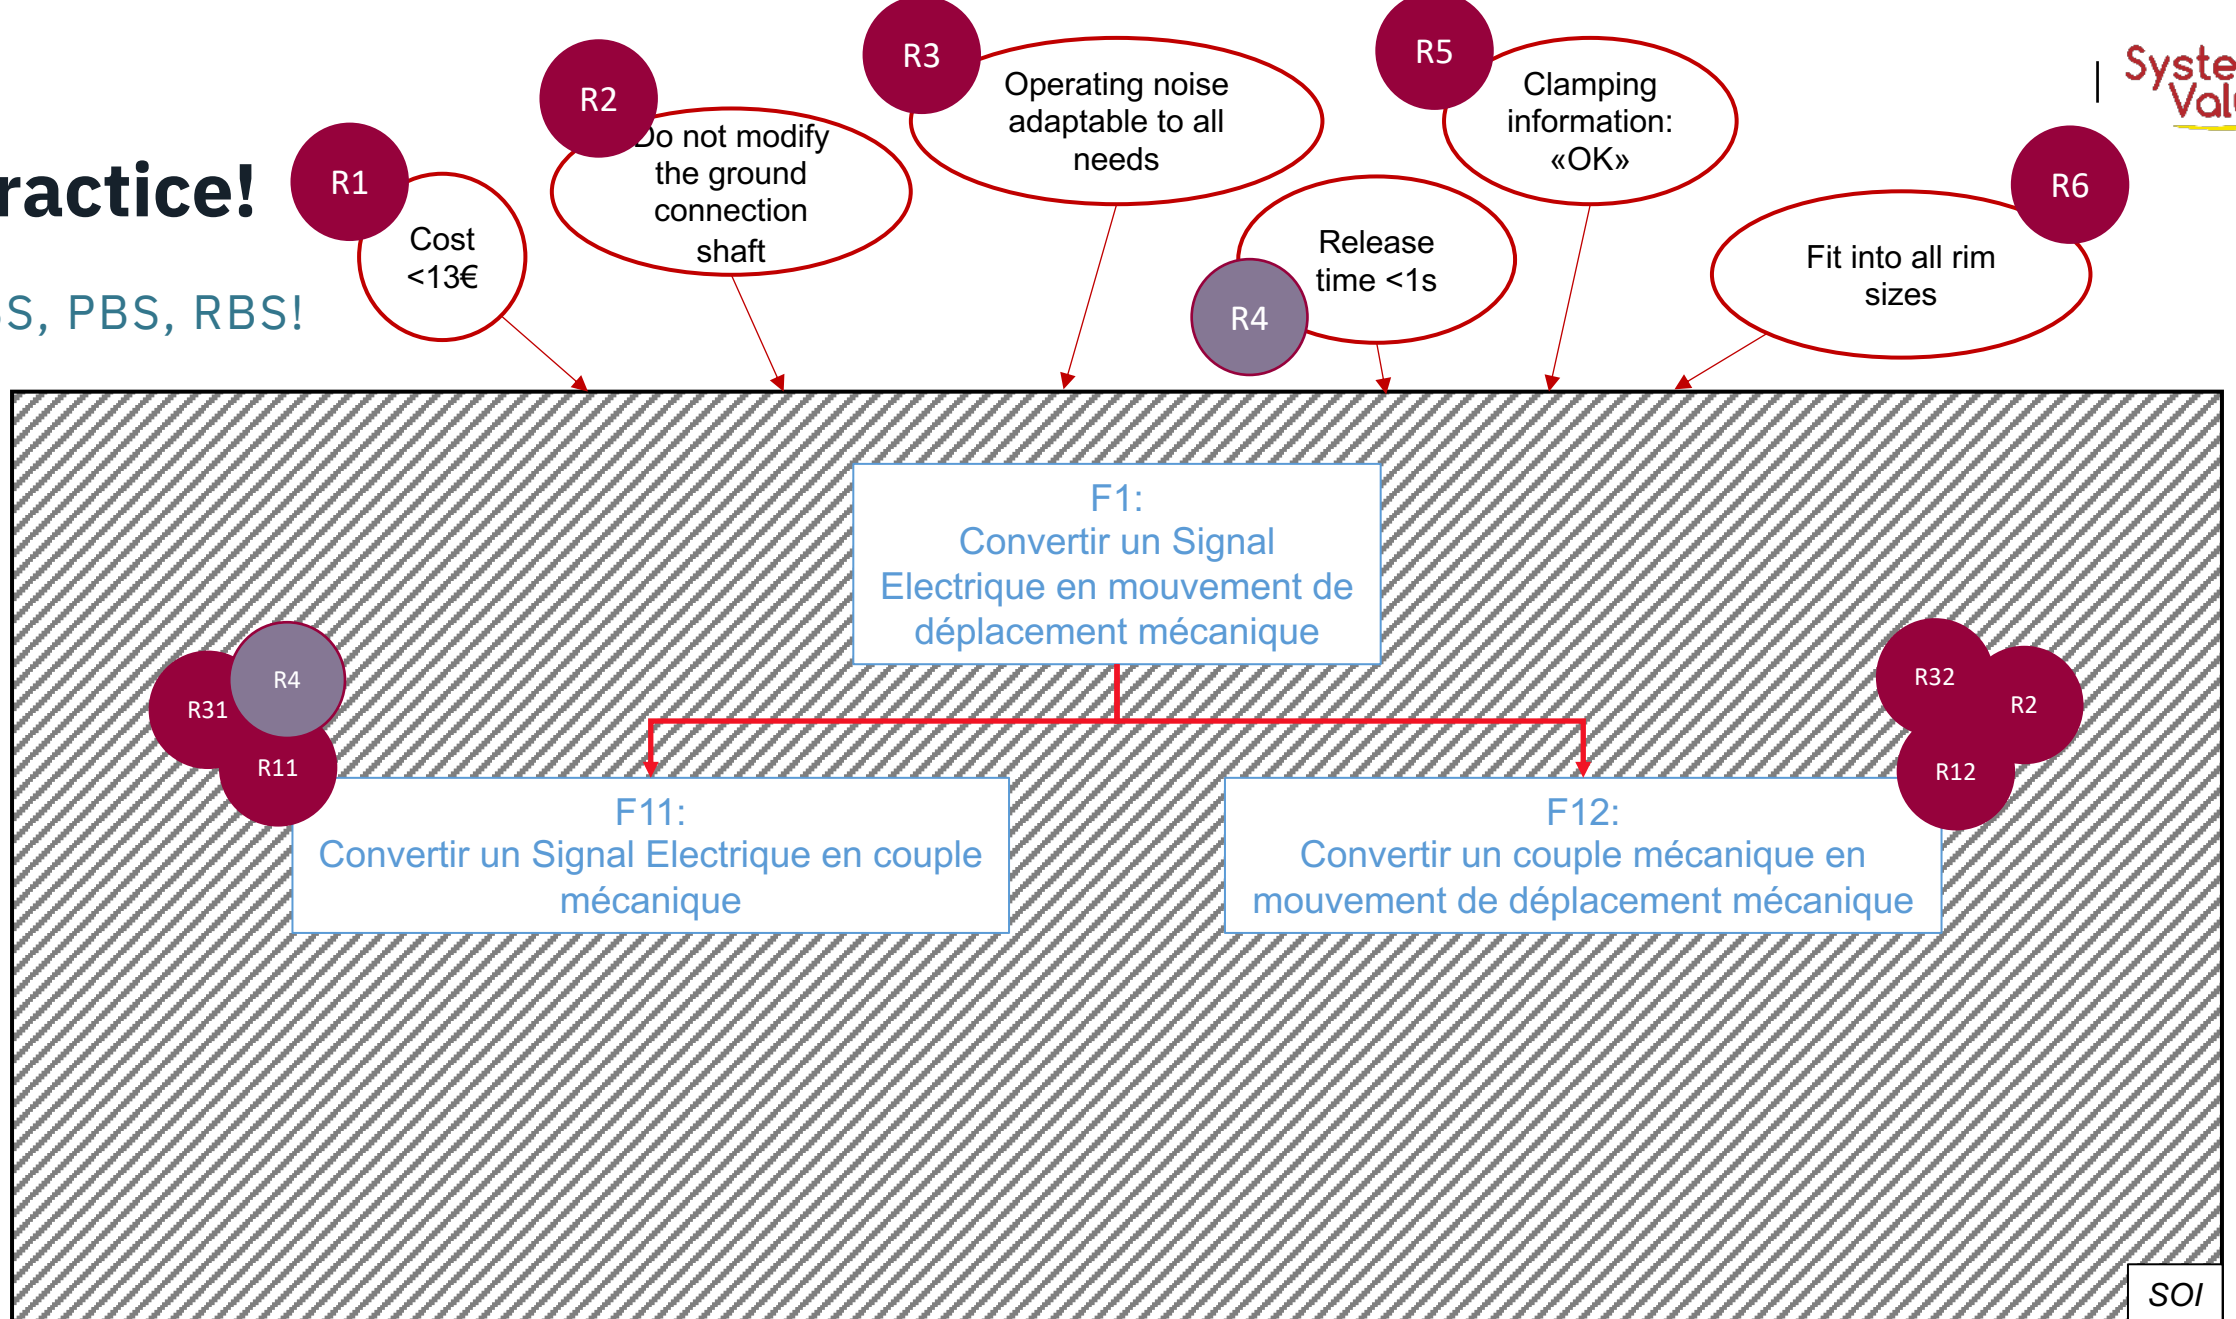 ractice!
S, PBS, RBS!
R1
Cost
<13€
R2
Do not modify
the ground
connection
shaft
R3
Operating noise
adaptable to all
needs
R4
Release
time <1s
R5
Clamping
information:
«OK»
R6
Fit into all rim
sizes
Syste
Valu
F1:
Convertir un Signal
Electrique en mouvement de
déplacement mécanique
R31
R4
R11
F11:
Convertir un Signal Electrique en couple
mécanique
R32
R2
R12
F12:
Convertir un couple mécanique en
mouvement de déplacement mécanique
SOI